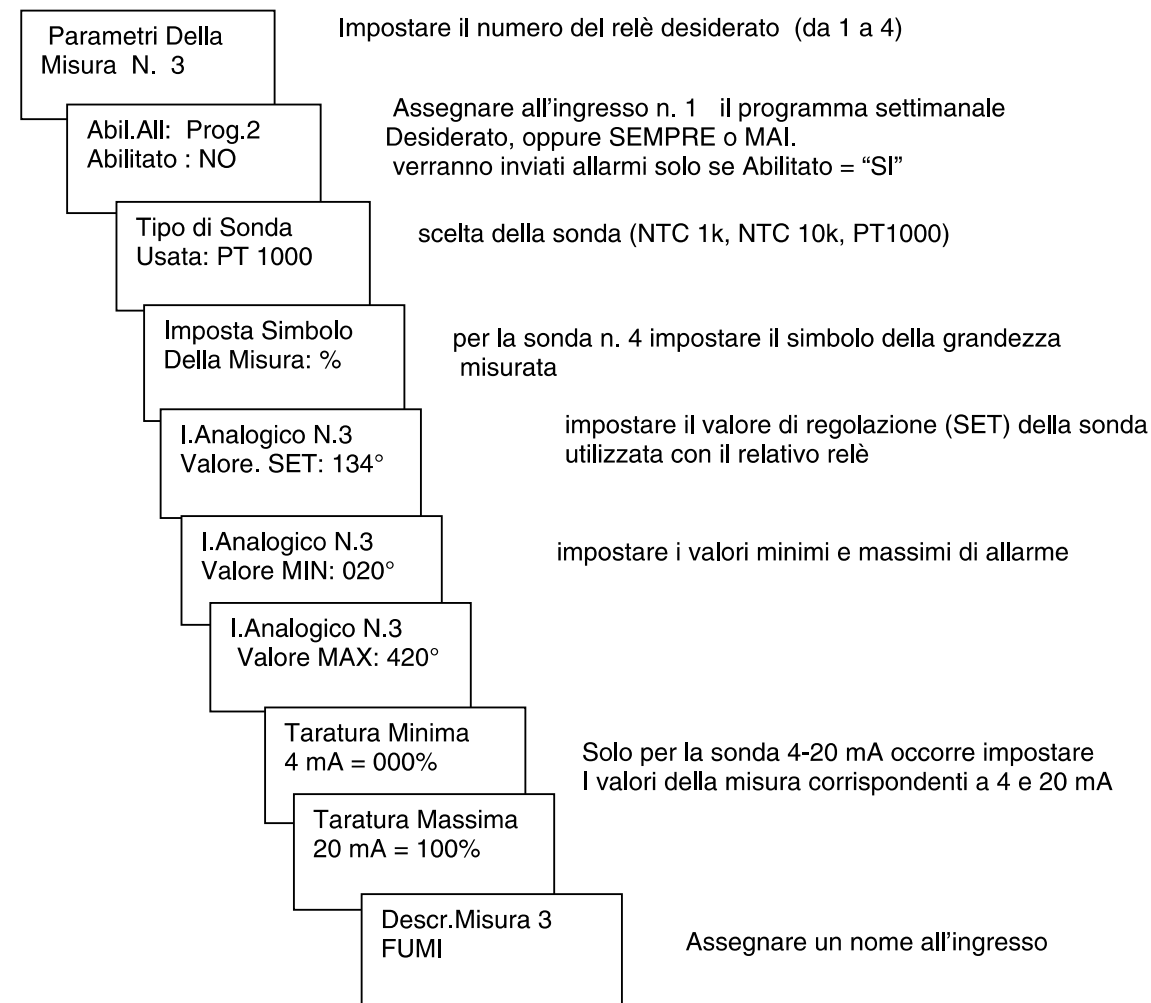 Parametri Della
Misura N. 3
Impostare il numero del relè desiderato (da 1 a 4)
Abil.All: Prog.2
Abilitato : NO
Assegnare all'ingresso n. 1 il programma settimanale
Desiderato, oppure SEMPRE o MAI.
verranno inviati allarmi solo se Abilitato = “SI”
Tipo di Sonda
Usata: PT 1000
scelta della sonda (NTC 1k, NTC 10k, PT1000)
Imposta Simbolo
Della Misura: %
per la sonda n. 4 impostare il simbolo della grandezza
misurata
I.Analogico N.3
Valore. SET: 134°
impostare il valore di regolazione (SET) della sonda
utilizzata con il relativo relè
I.Analogico N.3
Valore MIN: 020°
impostare i valori minimi e massimi di allarme
I.Analogico N.3
Valore MAX: 420°
Taratura Minima
4 mA = 000%
Solo per la sonda 4-20 mA occorre impostare
I valori della misura corrispondenti a 4 e 20 mA
Taratura Massima
20 mA = 100%
Descr.Misura 3
FUMI
Assegnare un nome all'ingresso